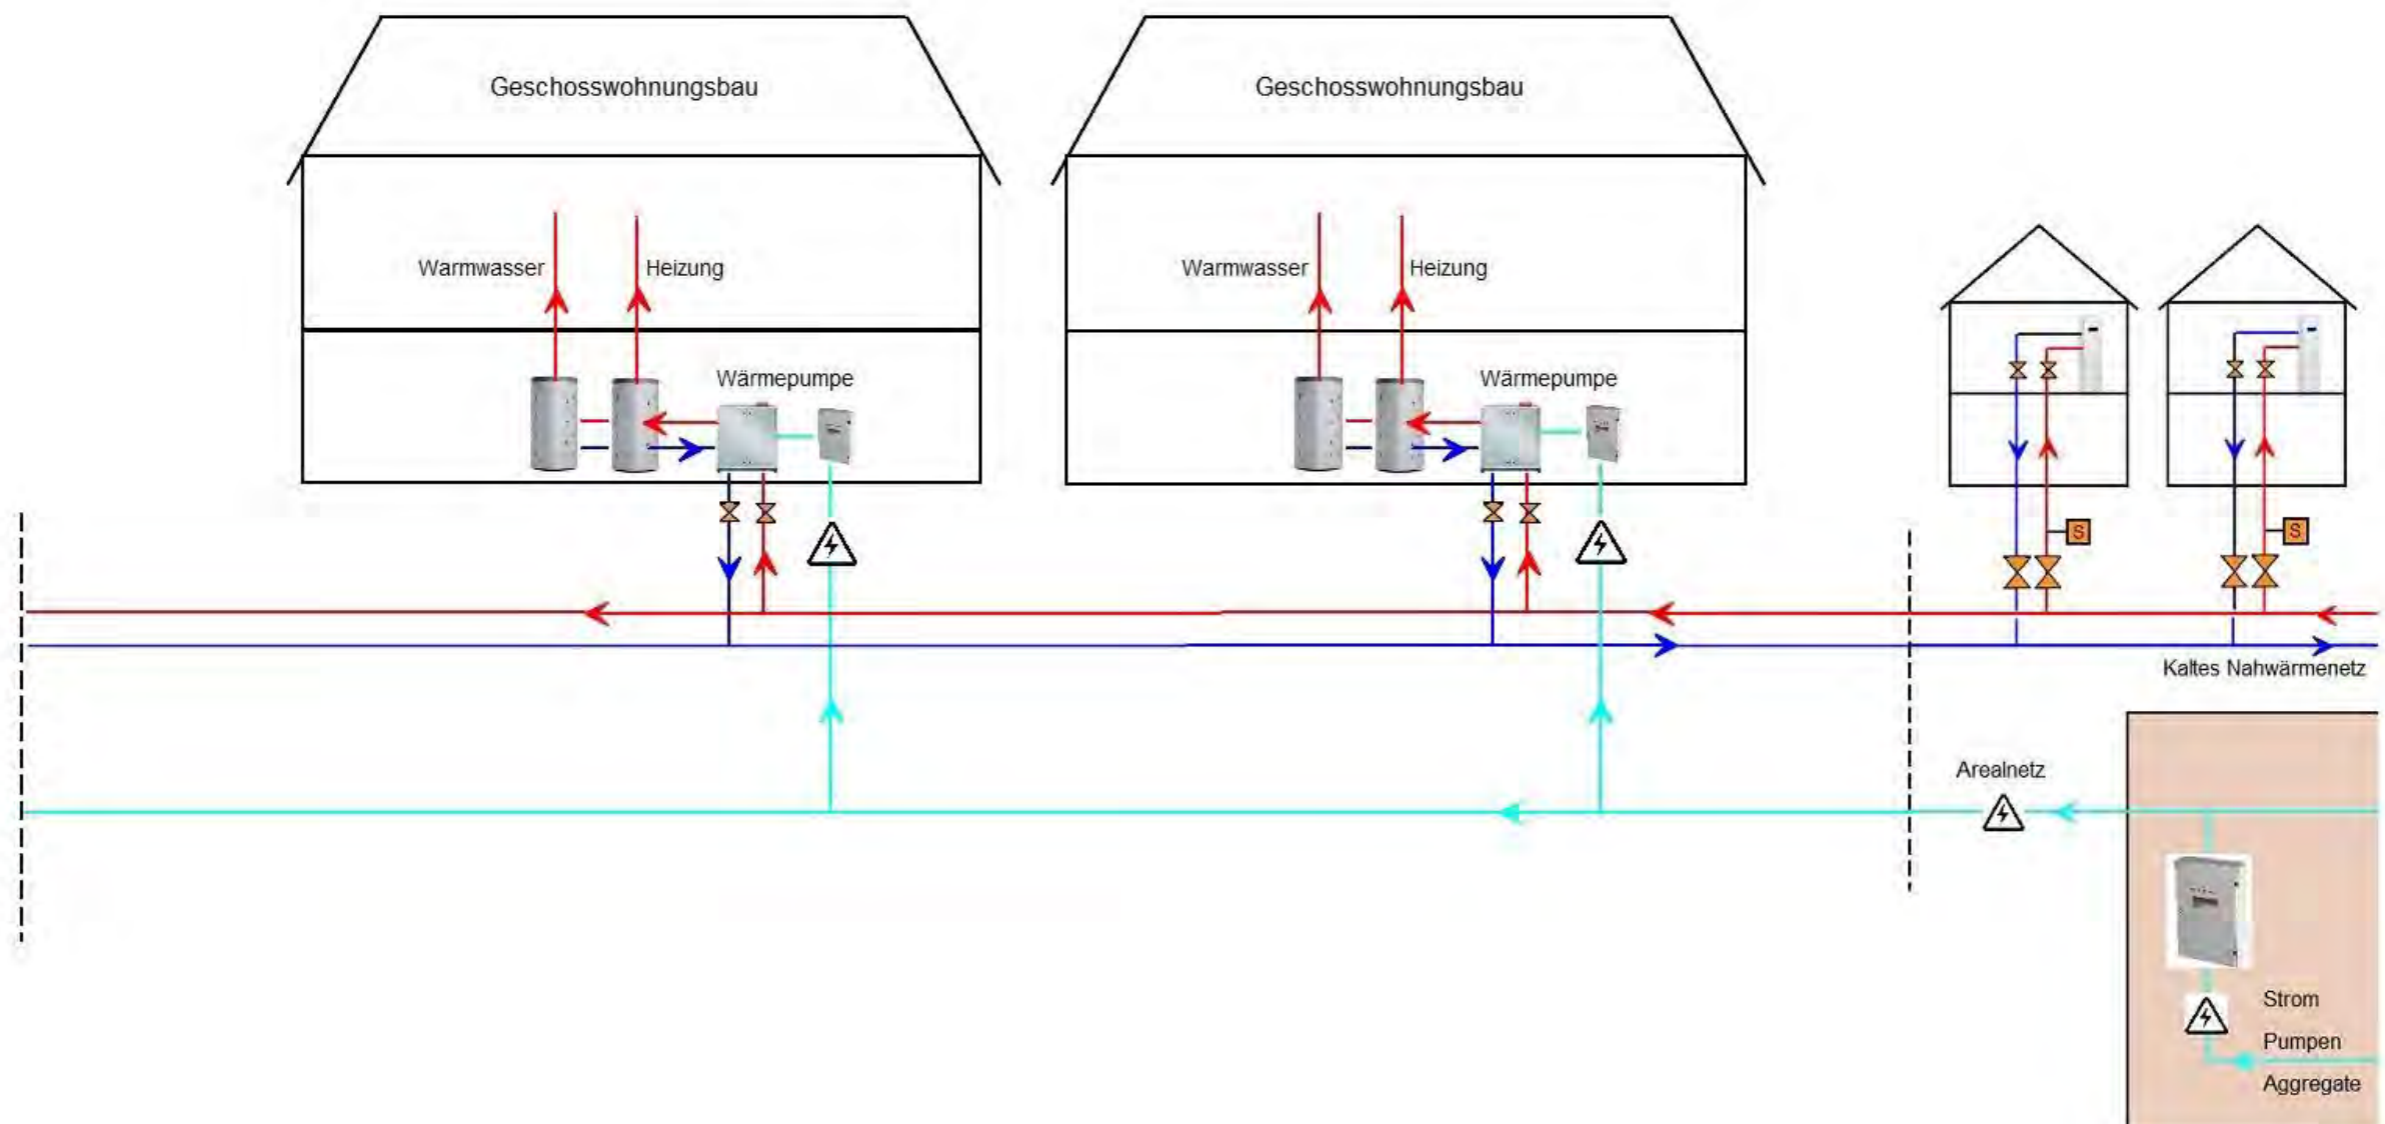 Geschosswohnungsbau
Geschosswohnungsbau
Warmwasser
Heizung
Warmwasser
Heizung
Wärmepumpe
Wärmepumpe
S
S
Kaltes Nahwärmenetz
Arealnetz
Strom
Pumpen
Aggregate